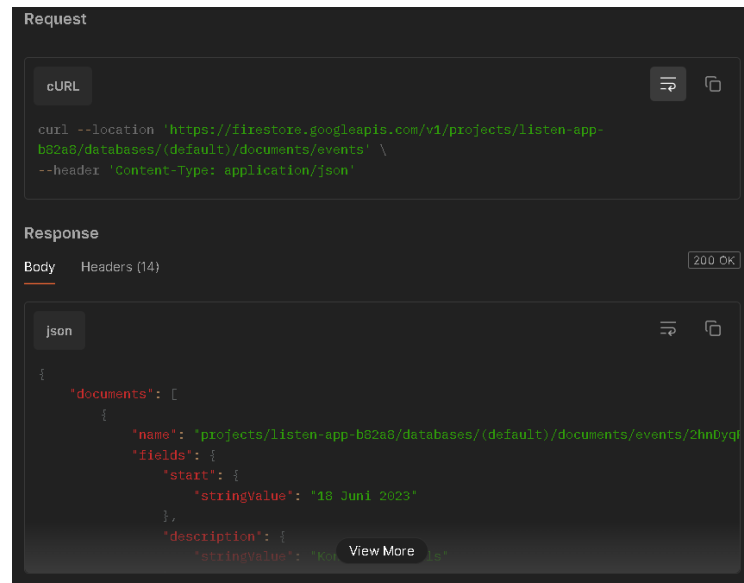 Request
cURL
curl --location 'https://firestore.googleapis.com/v1/projects/listen-app-
b82a8/databases/(default)/documents/events' \
--header 'Content-Type: application/json'
Response
Body Headers (14) 200 OK
json
{
"documents": [
{
"name": "projects/listen-app-b82a8/databases/(default)/documents/events/
"fields": {
"start": {
"stringValue": "18 Juni 2023"
},
"description": {
"stringValue":
View More